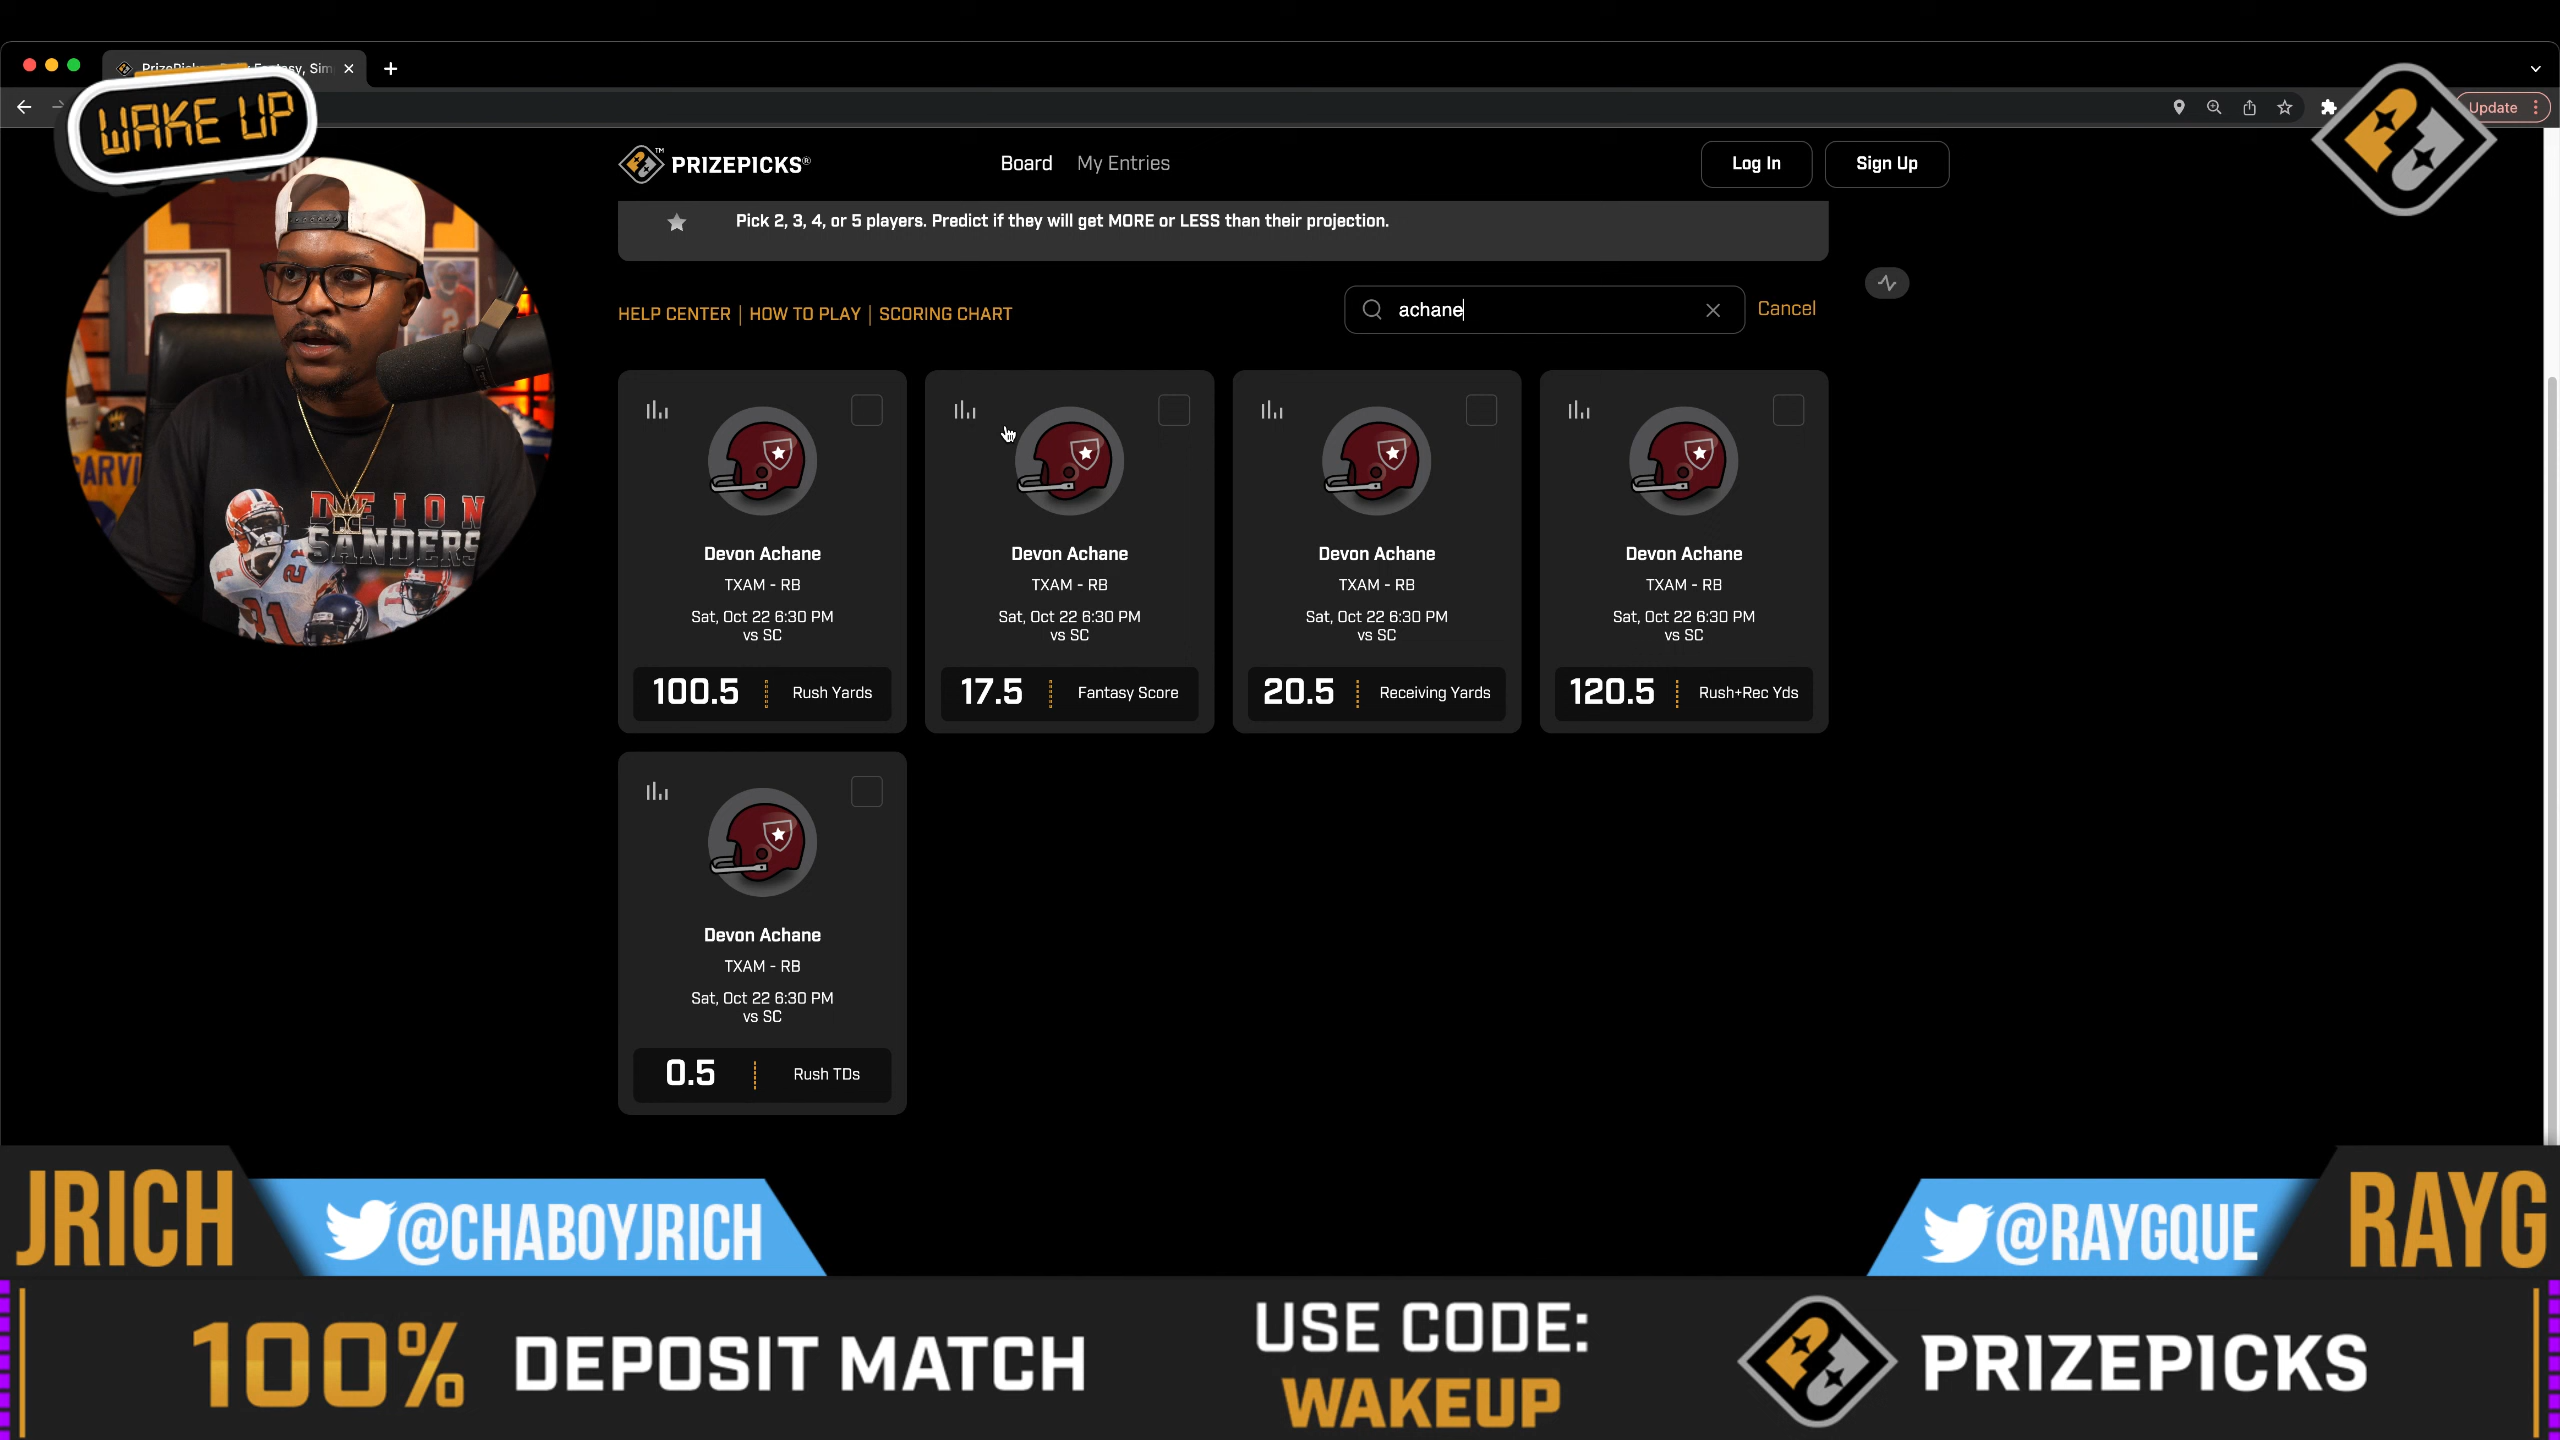 WAKE UP
Update
PRIZEPICKS®
Board
My Entries
Log In
Sign Up
Pick 2, 3, 4, or 5 players. Predict if they will get MORE or LESS than their projection.
HELP CENTER | HOW TO PLAY | SCORING CHART
achane
Cancel
Devon Achane
TXAM - RB
Sat, Oct 22 6:30 PM
vs SC
100.5
Rush Yards
Devon Achane
TXAM - RB
Sat, Oct 22 6:30 PM
vs SC
17.5
Fantasy Score
Devon Achane
TXAM - RB
Sat, Oct 22 6:30 PM
vs SC
20.5
Receiving Yards
Devon Achane
TXAM - RB
Sat, Oct 22 6:30 PM
vs SC
120.5
Rush+Rec Yds
Devon Achane
TXAM - RB
Sat, Oct 22 6:30 PM
vs SC
0.5
Rush TDs
DEION
SANDERS
21
JRICH
@CHABOYJRICH
@RAYGQUE
RAYG
100% DEPOSIT MATCH
USE CODE:
WAKEUP
PRIZEPICKS